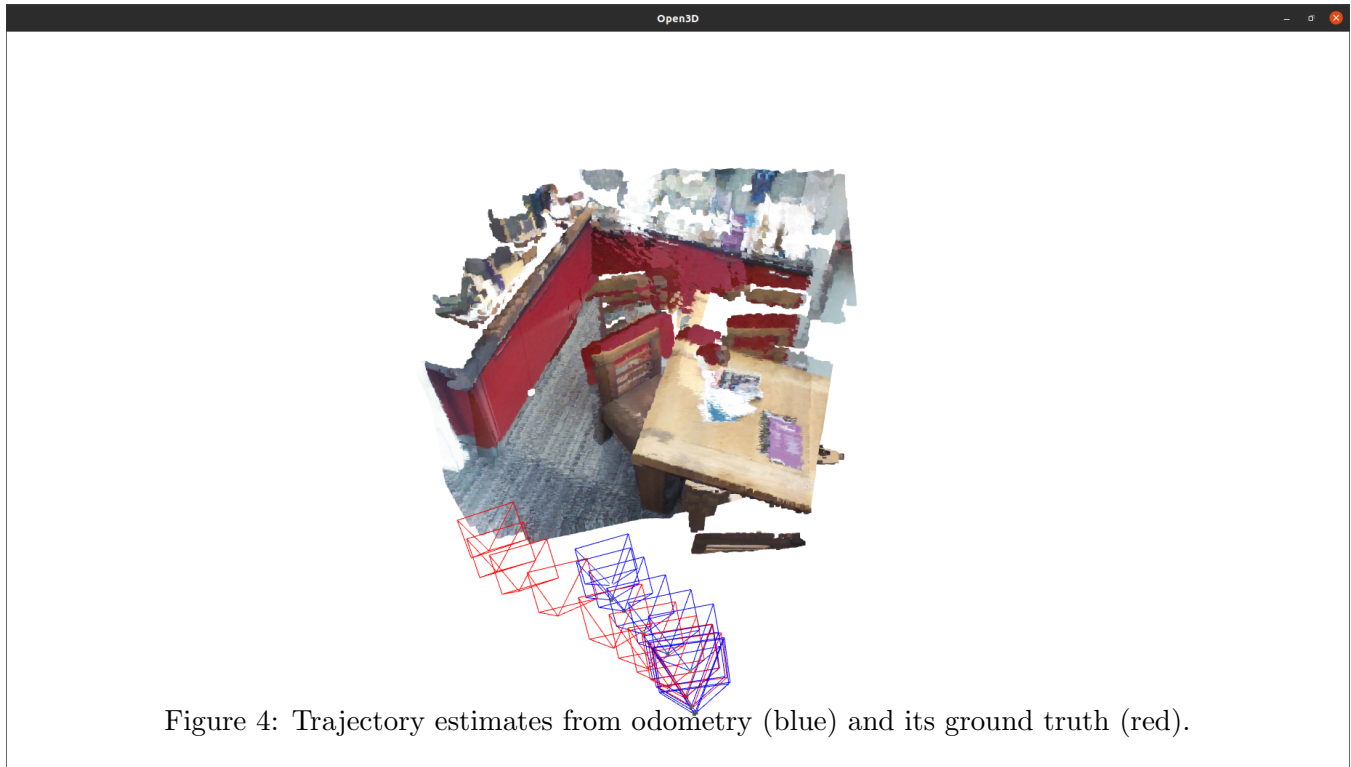 Open3D
Figure 4: Trajectory estimates from odometry (blue) and its ground truth (red).